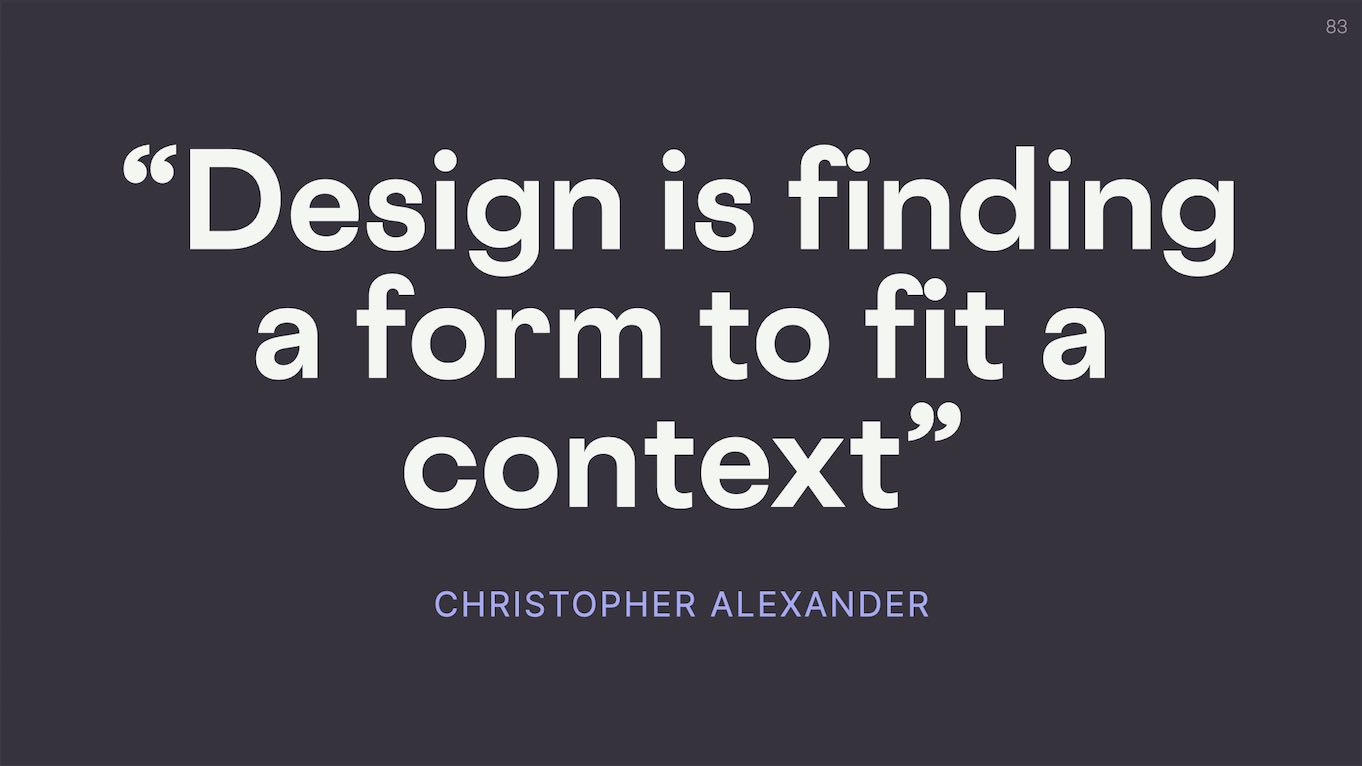 83
“Design is finding
a form to fit a
context”
CHRISTOPHER ALEXANDER